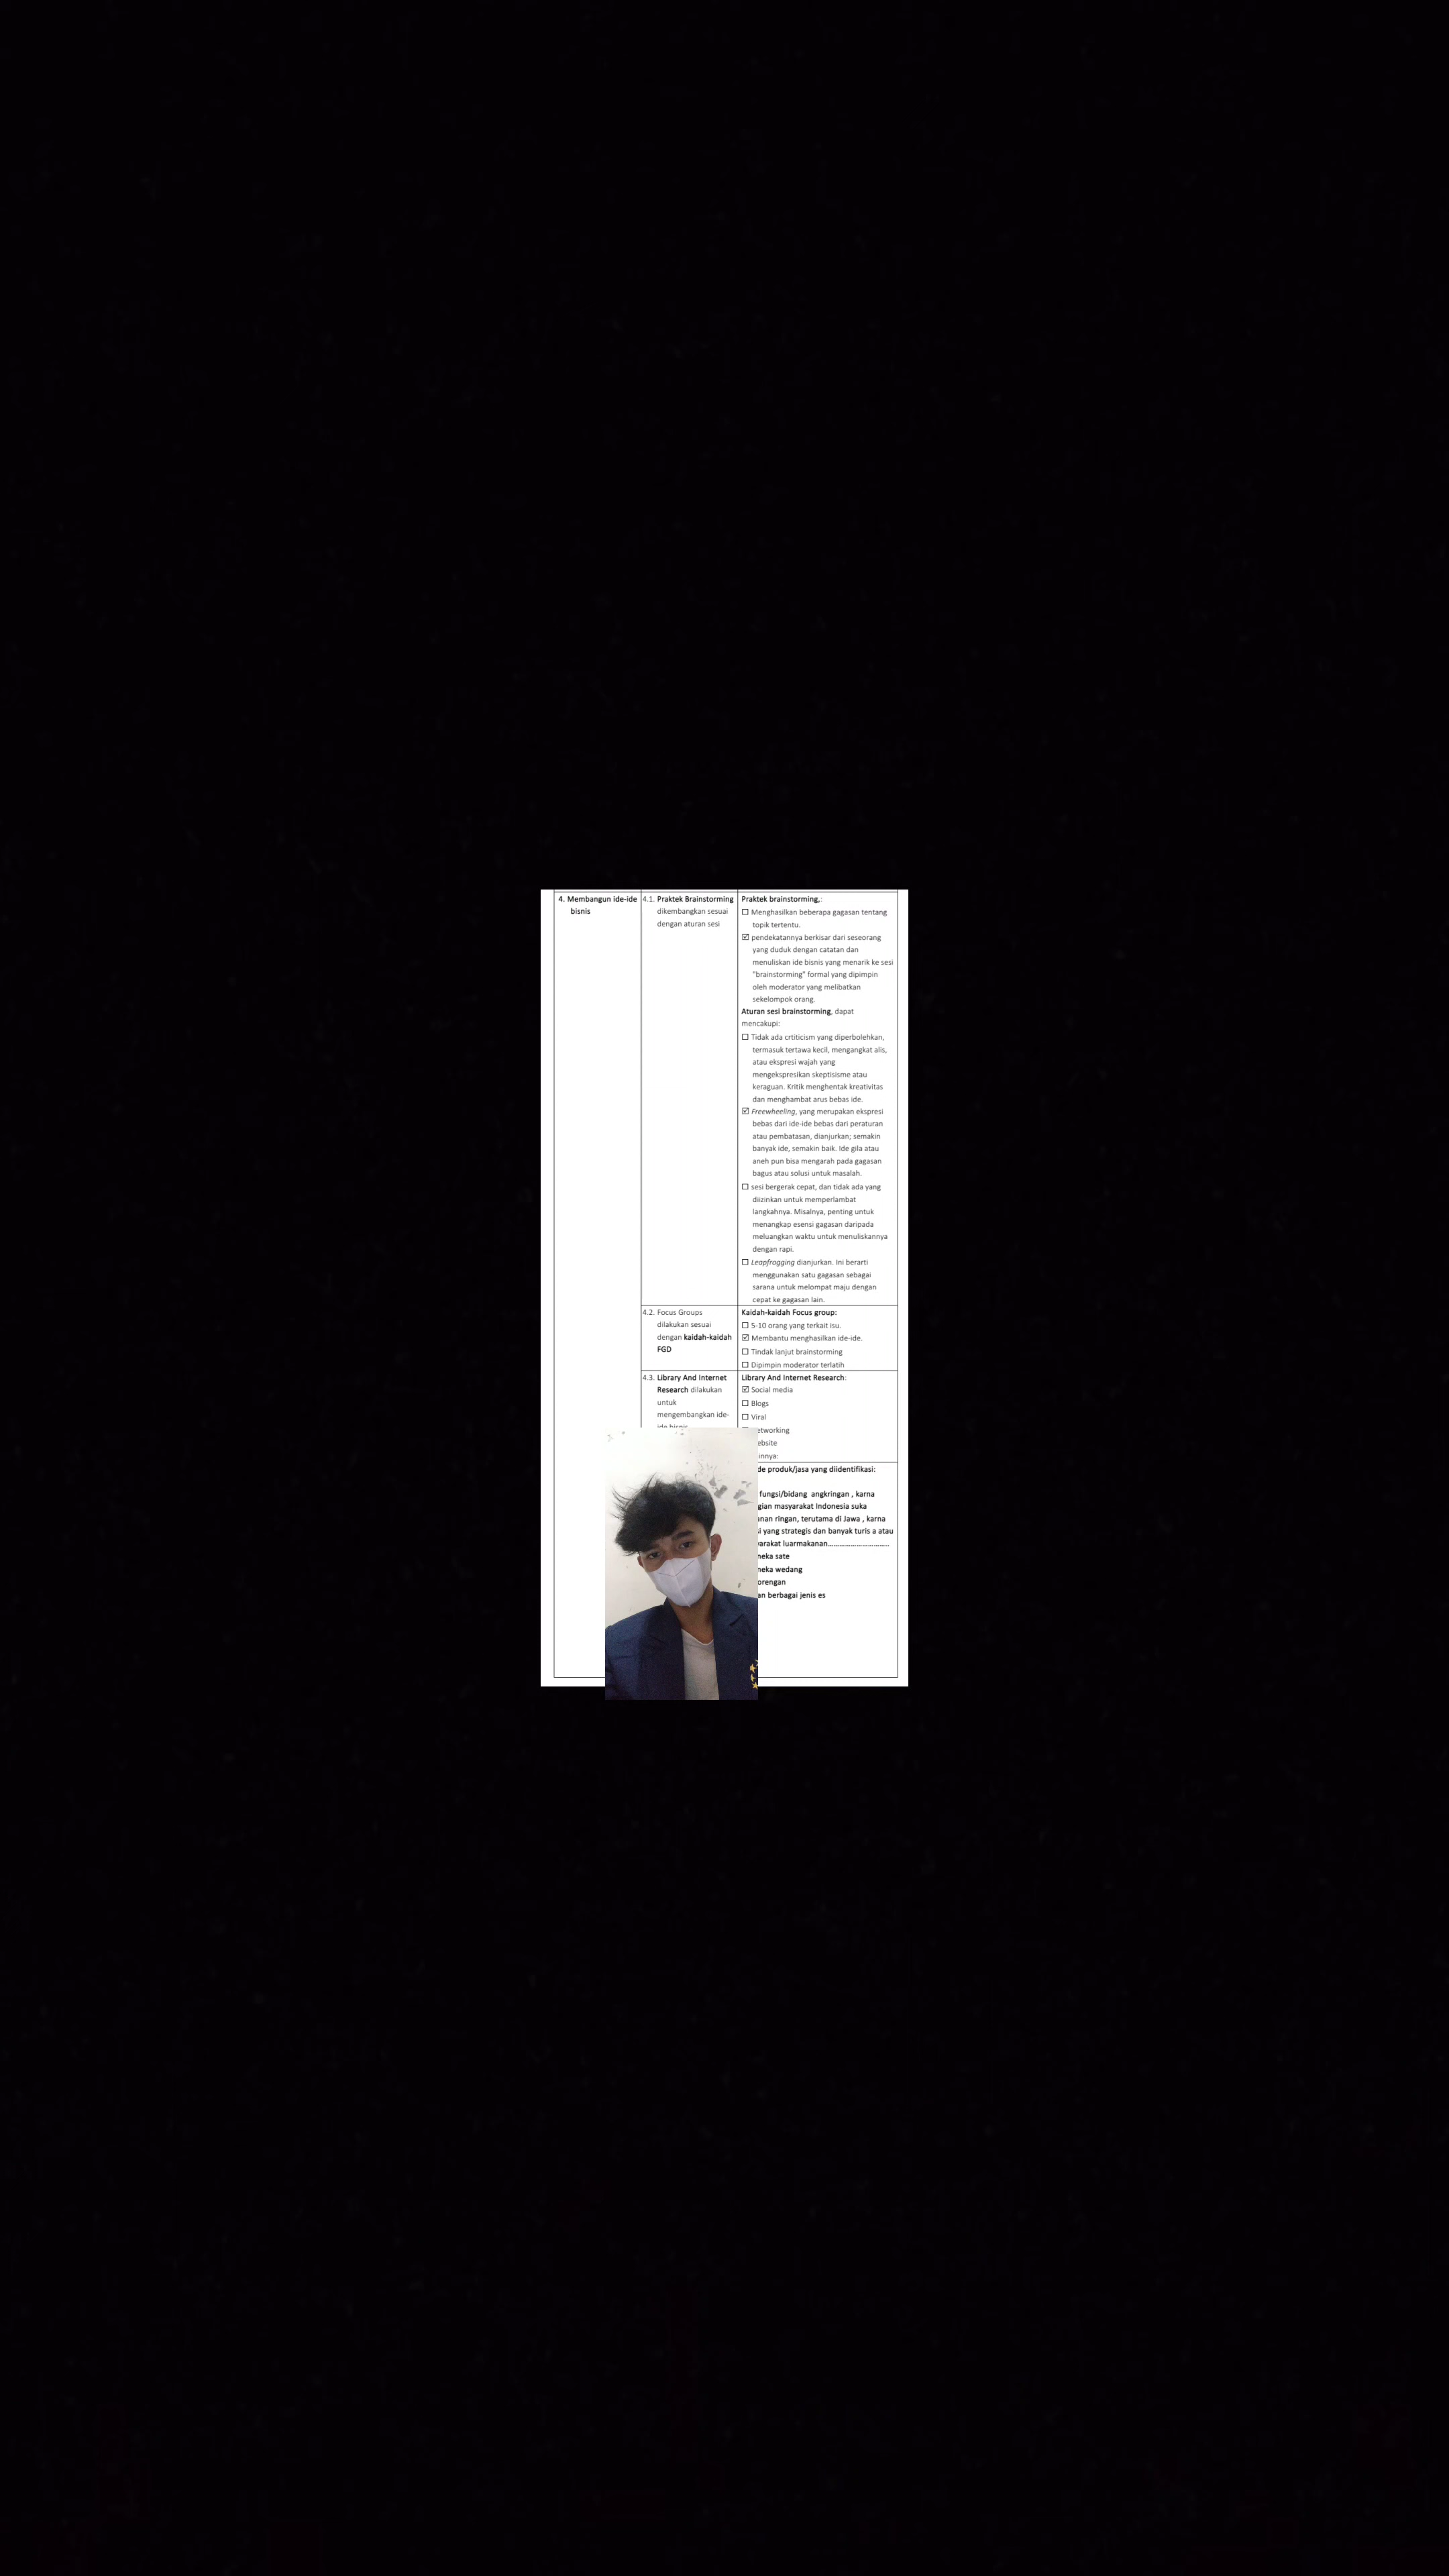 4. Membangun ide-ide
bisnis
4.1. Praktek Brainstorming
dikembangkan sesuai
dengan aturan sesi
Praktek brainstorming,:
☐ Menghasilkan beberapa gagasan tentang
topik tertentu.
☑ pendekatannya berkisar dari seseorang
yang duduk dengan catatan dan
menuliskan ide bisnis yang menarik ke sesi
"brainstorming" formal yang dipimpin
oleh moderator yang melibatkan
sekelompok orang.
Aturan sesi brainstorming, dapat
mencakupi:
☐ Tidak ada crtiticism yang diperbolehkan,
termasuk tertawa kecil, mengangkat alis,
atau ekspresi wajah yang
mengekspresikan skeptisisme atau
keraguan. Kritik menghentak kreativitas
dan menghambat arus bebas ide.
☑ Freewheeling, yang merupakan ekspresi
bebas dari ide-ide bebas dari peraturan
atau pembatasan, dianjurkan; semakin
banyak ide, semakin baik. Ide gila atau
aneh pun bisa mengarah pada gagasan
bagus atau solusi untuk masalah.
☐ sesi bergerak cepat, dan tidak ada yang
diizinkan untuk memperlambat
langkahnya. Misalnya, penting untuk
menangkap esensi gagasan daripada
meluangkan waktu untuk menuliskannya
dengan rapi.
☐ Leapfrogging dianjurkan. Ini berarti
menggunakan satu gagasan sebagai
sarana untuk melompat maju dengan
cepat ke gagasan lain.
4.2. Focus Groups
dilakukan sesuai
dengan kaidah-kaidah
FGD
Kaidah-kaidah Focus group:
☐ 5-10 orang yang terkait isu.
☑ Membantu menghasilkan ide-ide.
☐ Tindak lanjut brainstorming
☐ Dipimpin moderator terlatih
4.3. Library And Internet
Research dilakukan
untuk
mengembangkan ide-
ide bisnis
Library And Internet Research:
☑ Social media
☐ Blogs
☐ Viral
etworking
ebsite
innya:
de produk/jasa yang diidentifikasi:
fungsi/bidang angkringan , karna
gian masyarakat Indonesia suka
anan ringan, terutama di Jawa , karna
i yang strategis dan banyak turis a atau
arakat luarmakanan..............................
neka sate
neka wedang
orengan
an berbagai jenis es